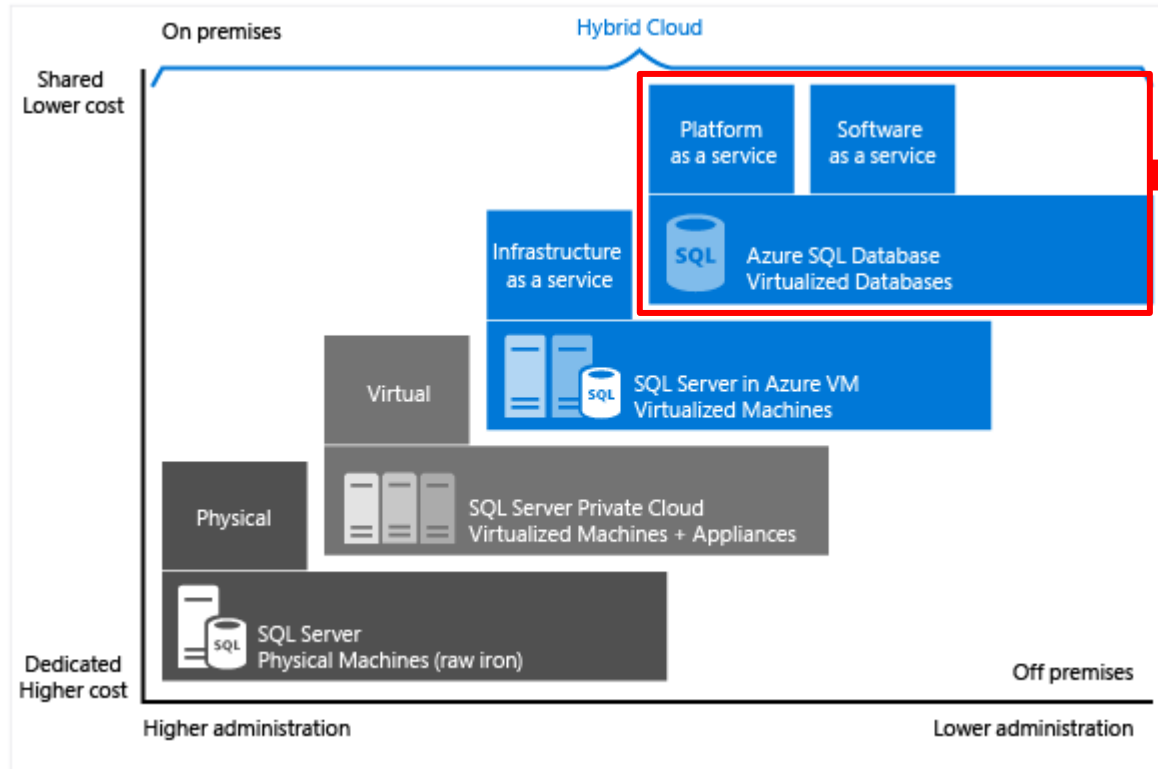 On premises
Hybrid Cloud
Shared
Lower cost
Platform
as a service
Software
as a service
SQL
Azure SQL Database
Virtualized Databases
Infrastructure
as a service
SQL
SQL Server in Azure VM
Virtualized Machines
Virtual
SQL Server Private Cloud
Virtualized Machines + Appliances
Physical
SQL
SQL Server
Physical Machines (raw iron)
Dedicated
Higher cost
Off premises
Higher administration
Lower administration